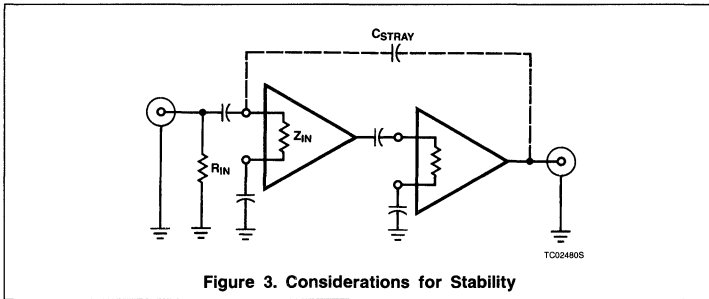 CSTRAY
ZIN
RIN
TC02480S
Figure 3. Considerations for Stability